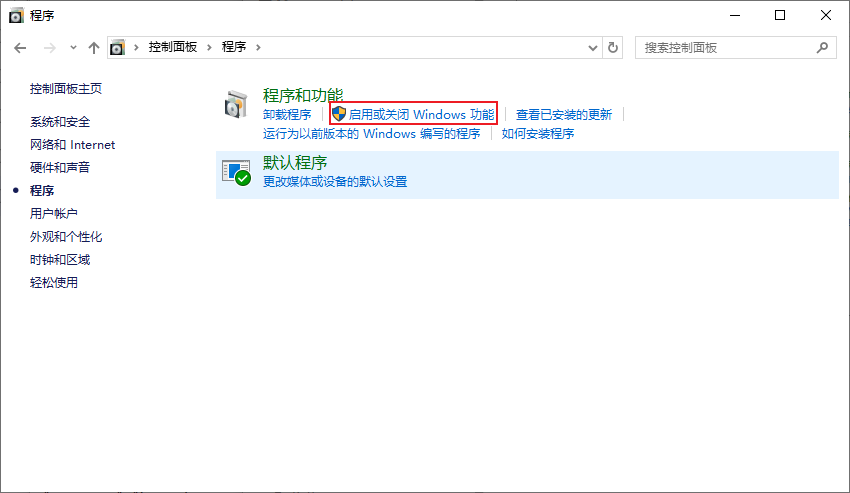 程序
控制面板 程序
搜索控制面板
控制面板主页
系统和安全
网络和 Internet
硬件和声音
程序
用户帐户
外观和个性化
时钟和区域
轻松使用
程序和功能
卸载程序 启用或关闭 Windows 功能 查看已安装的更新
运行为以前版本的 Windows 编写的程序 如何安装程序
默认程序
更改媒体或设备的默认设置